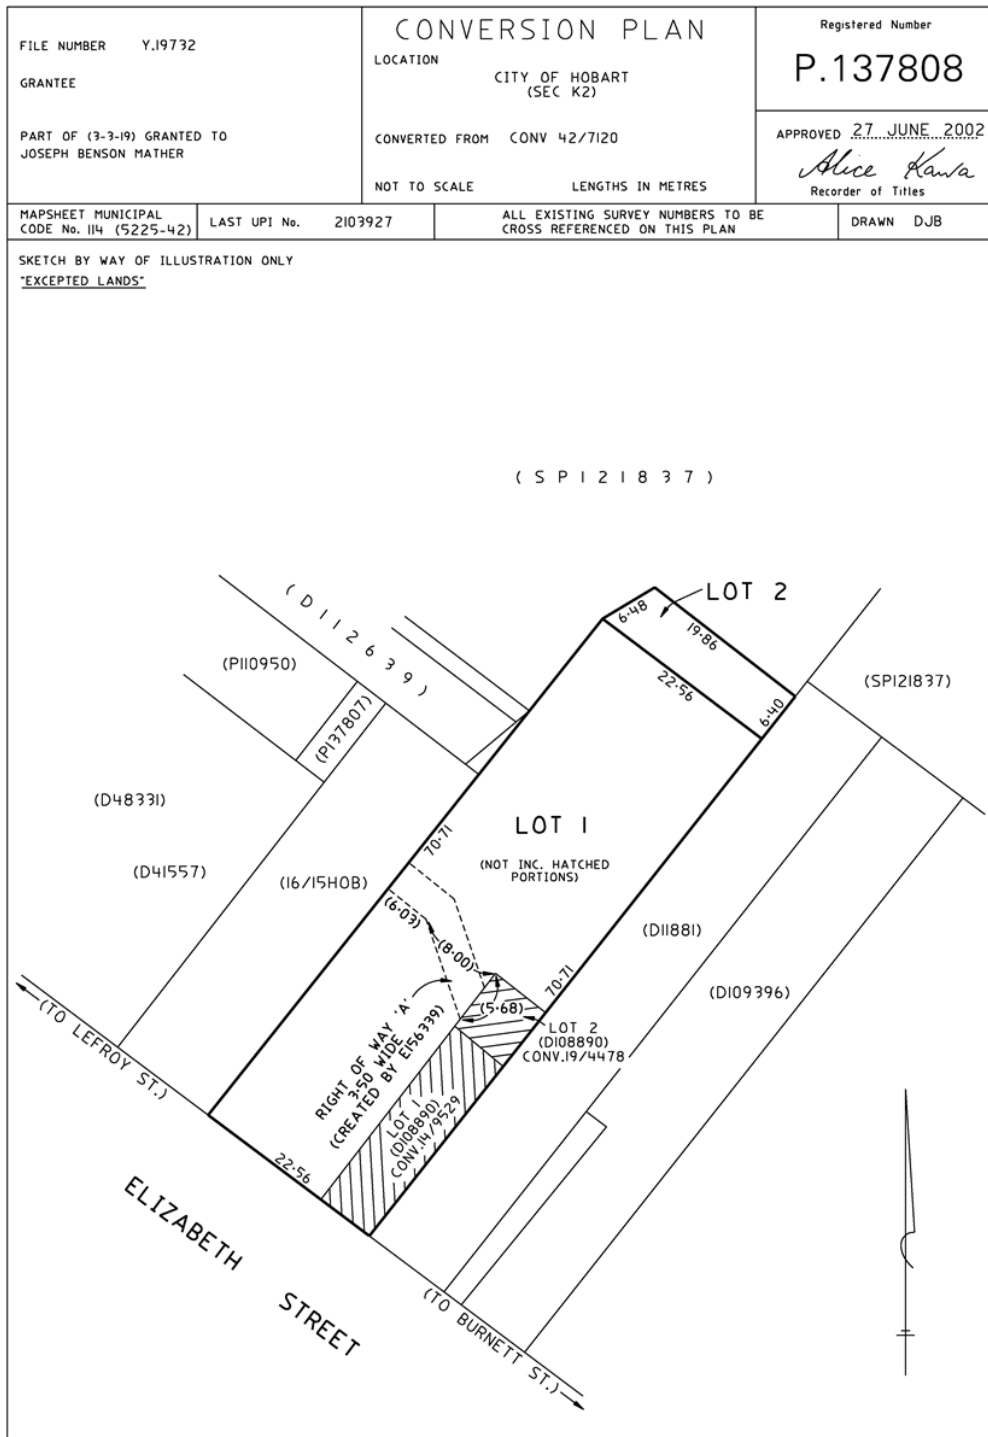 FILE NUMBER Y.19732
GRANTEE
PART OF (3-3-19) GRANTED TO
JOSEPH BENSON MATHER
CONVERSION PLAN
LOCATION
CITY OF HOBART
(SEC K2)
CONVERTED FROM CONV 42/7120
NOT TO SCALE LENGTHS IN METRES
Registered Number
P.137808
APPROVED 27 JUNE 2002
Alice Kawa
Recorder of Titles
MAPSHEET MUNICIPAL
CODE No. 114 (5225-42)
LAST UPI No. 2103927
ALL EXISTING SURVEY NUMBERS TO BE
CROSS REFERENCED ON THIS PLAN
DRAWN DJB
SKETCH BY WAY OF ILLUSTRATION ONLY
"EXCEPTED LANDS"
(SP121837)
LOT 2
6·48
19·86
(D112639)
22·56
6·40
(P110950)
(SP121837)
(P137807)
(D48331)
LOT 1
(NOT INC. HATCHED
PORTIONS)
70·71
(D41557)
(16/15HOB)
(6·03)
(8·00)
(D11881)
70·71
(D109396)
(5·68)
LOT 2
(D108890)
CONV.19/4478
RIGHT OF WAY 'A'
3·50 WIDE
(CREATED BY E156339)
LOT 1
(D108890)
CONV.14/9529
(TO LEFROY ST.)
22·56
ELIZABETH STREET
(TO BURNETT ST.)